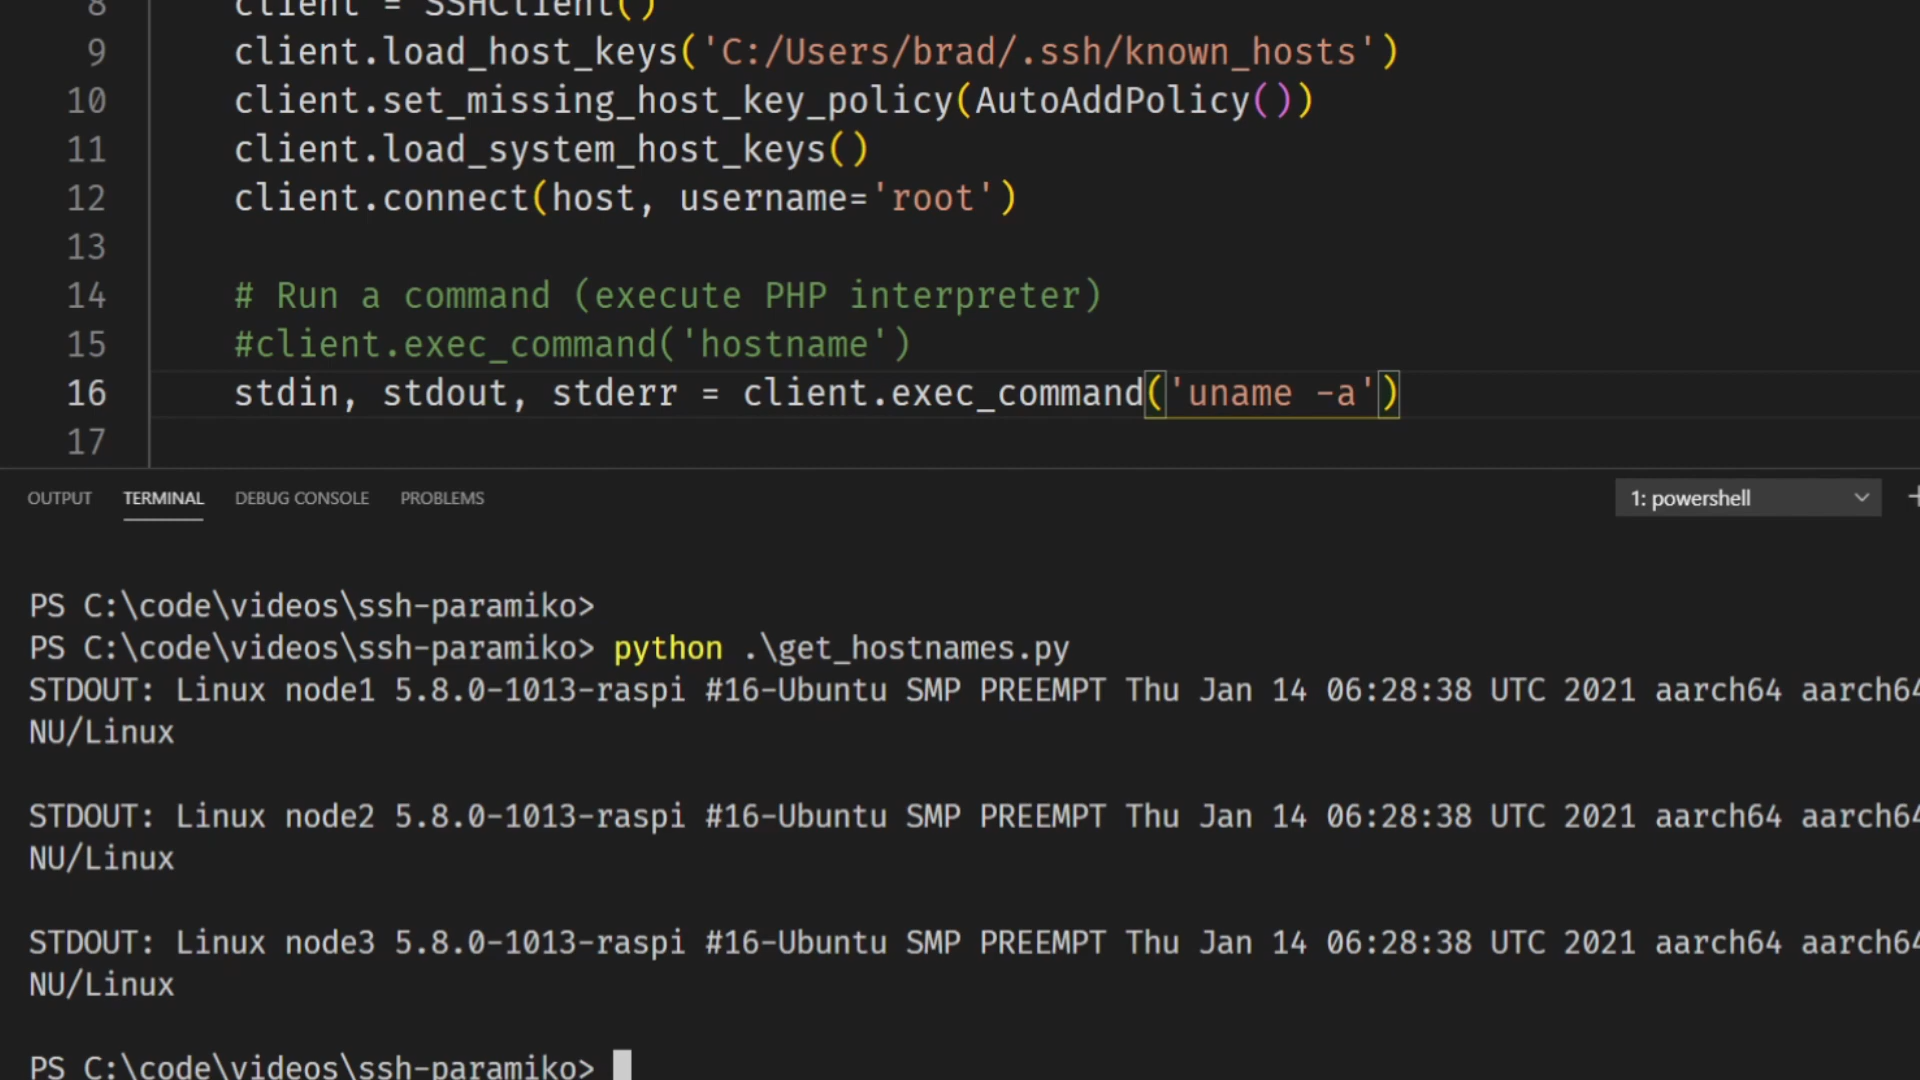 8 client = SSHClient()
9 client.load_host_keys('C:/Users/brad/.ssh/known_hosts')
10 client.set_missing_host_key_policy(AutoAddPolicy())
11 client.load_system_host_keys()
12 client.connect(host, username='root')
13
14 # Run a command (execute PHP interpreter)
15 #client.exec_command('hostname')
16 stdin, stdout, stderr = client.exec_command('uname -a')
17
OUTPUT TERMINAL DEBUG CONSOLE PROBLEMS 1: powershell
PS C:\code\videos\ssh-paramiko>
PS C:\code\videos\ssh-paramiko> python .\get_hostnames.py
STDOUT: Linux node1 5.8.0-1013-raspi #16-Ubuntu SMP PREEMPT Thu Jan 14 06:28:38 UTC 2021 aarch64 aarch64
NU/Linux
STDOUT: Linux node2 5.8.0-1013-raspi #16-Ubuntu SMP PREEMPT Thu Jan 14 06:28:38 UTC 2021 aarch64 aarch64
NU/Linux
STDOUT: Linux node3 5.8.0-1013-raspi #16-Ubuntu SMP PREEMPT Thu Jan 14 06:28:38 UTC 2021 aarch64 aarch64
NU/Linux
PS C:\code\videos\ssh-paramiko>